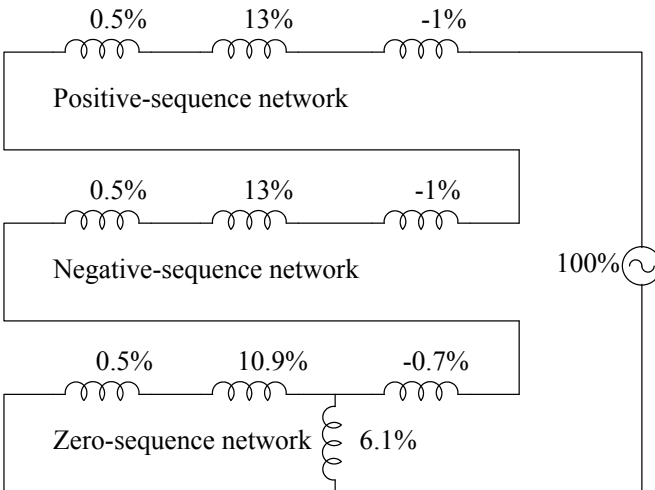 0.5% 13% -1%
Positive-sequence network
0.5% 13% -1%
Negative-sequence network
100%
0.5% 10.9% -0.7%
Zero-sequence network 6.1%